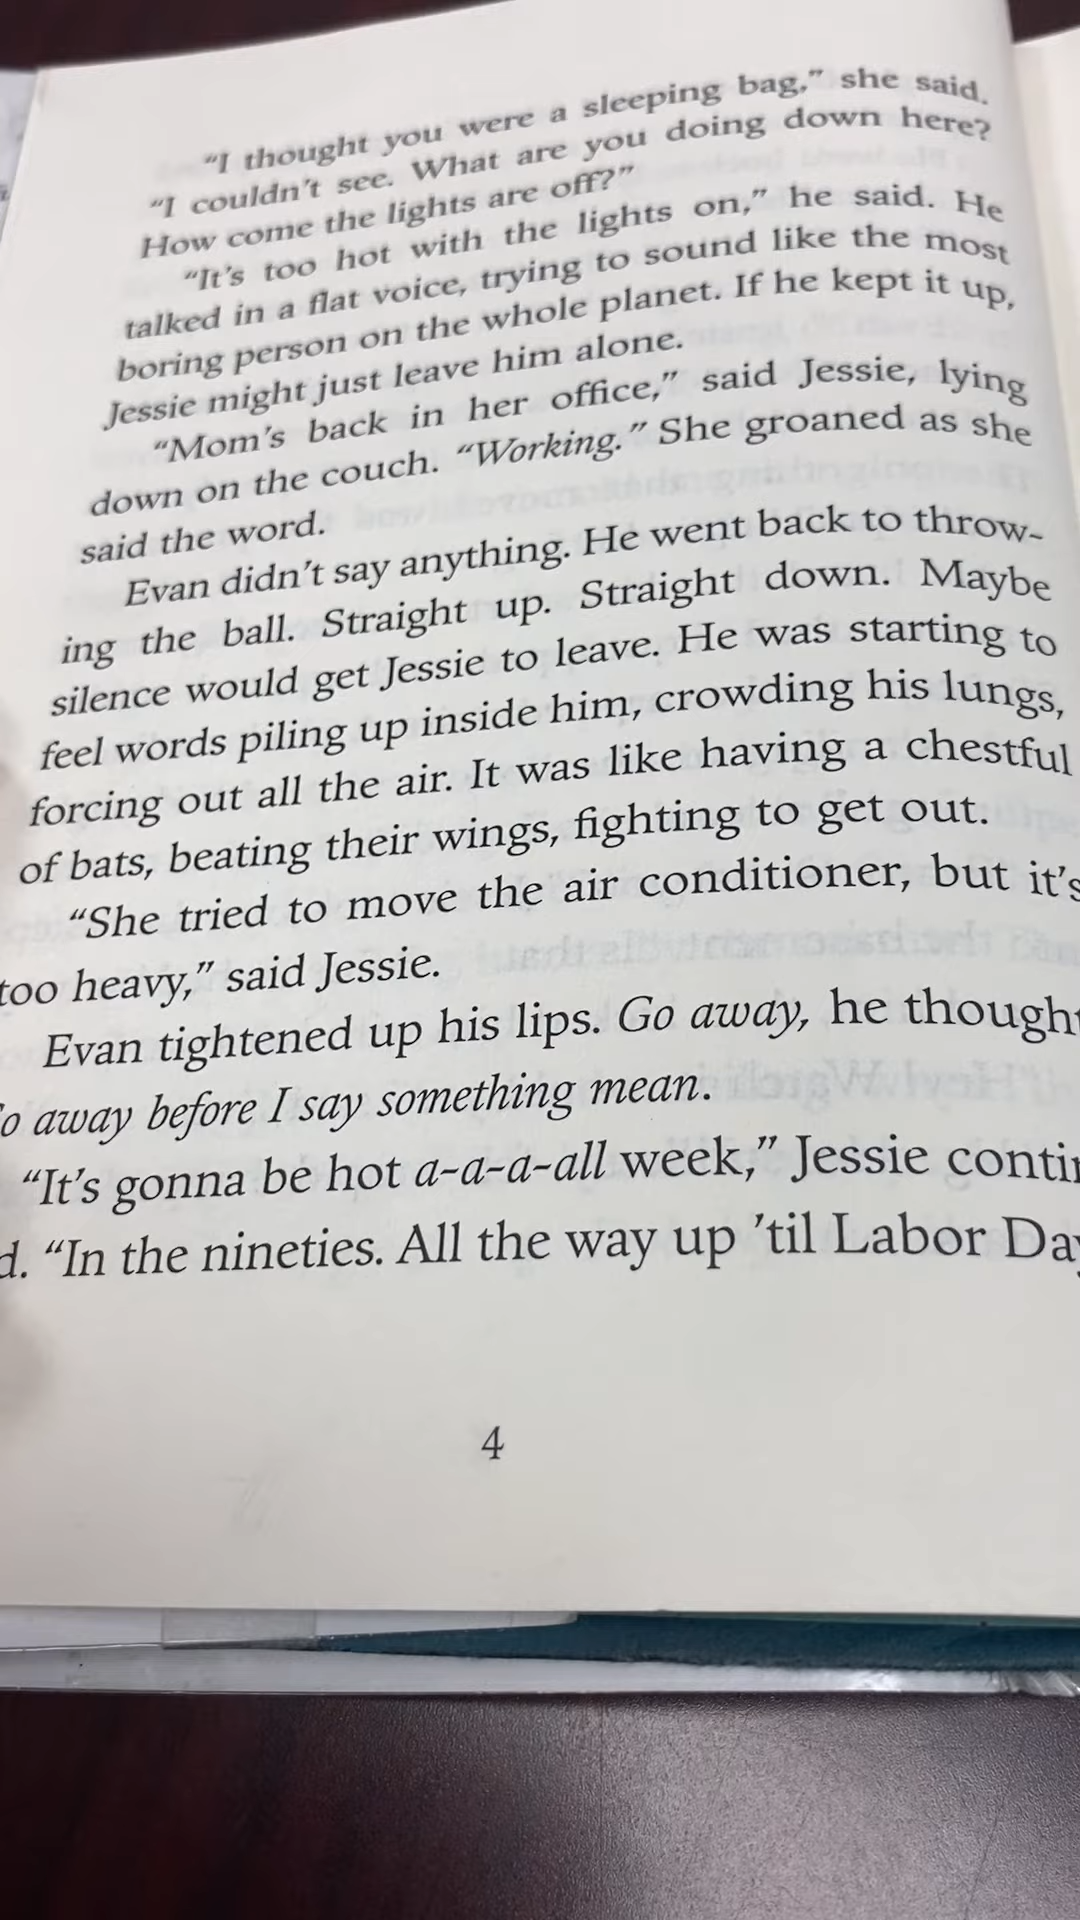 “I thought you were a sleeping bag,” she said.
“I couldn’t see. What are you doing down here?
How come the lights are off?”
“It’s too hot with the lights on,” he said. He
talked in a flat voice, trying to sound like the most
boring person on the whole planet. If he kept it up,
Jessie might just leave him alone.
“Mom’s back in her office,” said Jessie, lying
down on the couch. “Working.” She groaned as she
said the word.
Evan didn’t say anything. He went back to throw-
ing the ball. Straight up. Straight down. Maybe
silence would get Jessie to leave. He was starting to
feel words piling up inside him, crowding his lungs,
forcing out all the air. It was like having a chestful
of bats, beating their wings, fighting to get out.
“She tried to move the air conditioner, but it’s
too heavy,” said Jessie.
Evan tightened up his lips. Go away, he thought
o away before I say something mean.
“It’s gonna be hot a-a-a-all week,” Jessie contin
d. “In the nineties. All the way up ’til Labor Day
4